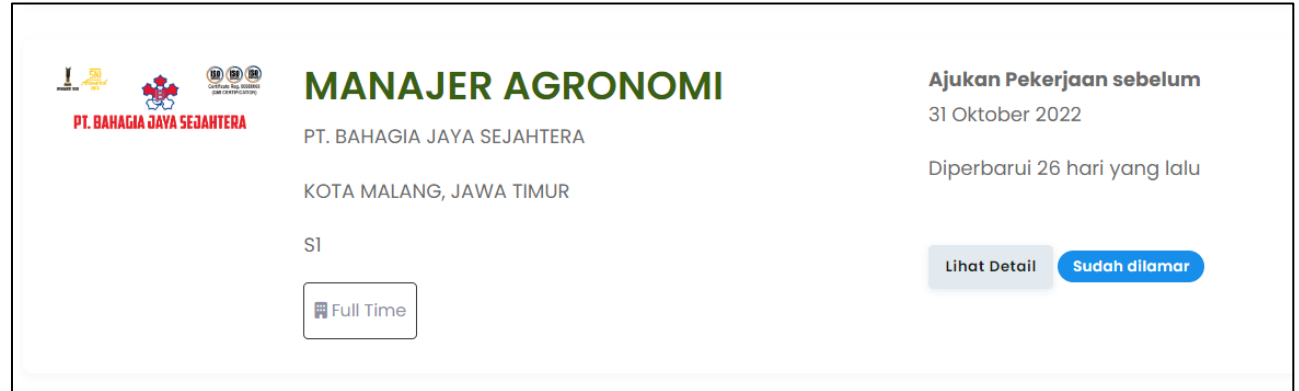 MANAJER AGRONOMI
PT. BAHAGIA JAYA SEJAHTERA
PT. BAHAGIA JAYA SEJAHTERA
KOTA MALANG, JAWA TIMUR
S1
Full Time
Ajukan Pekerjaan sebelum
31 Oktober 2022
Diperbarui 26 hari yang lalu
Lihat Detail
Sudah dilamar